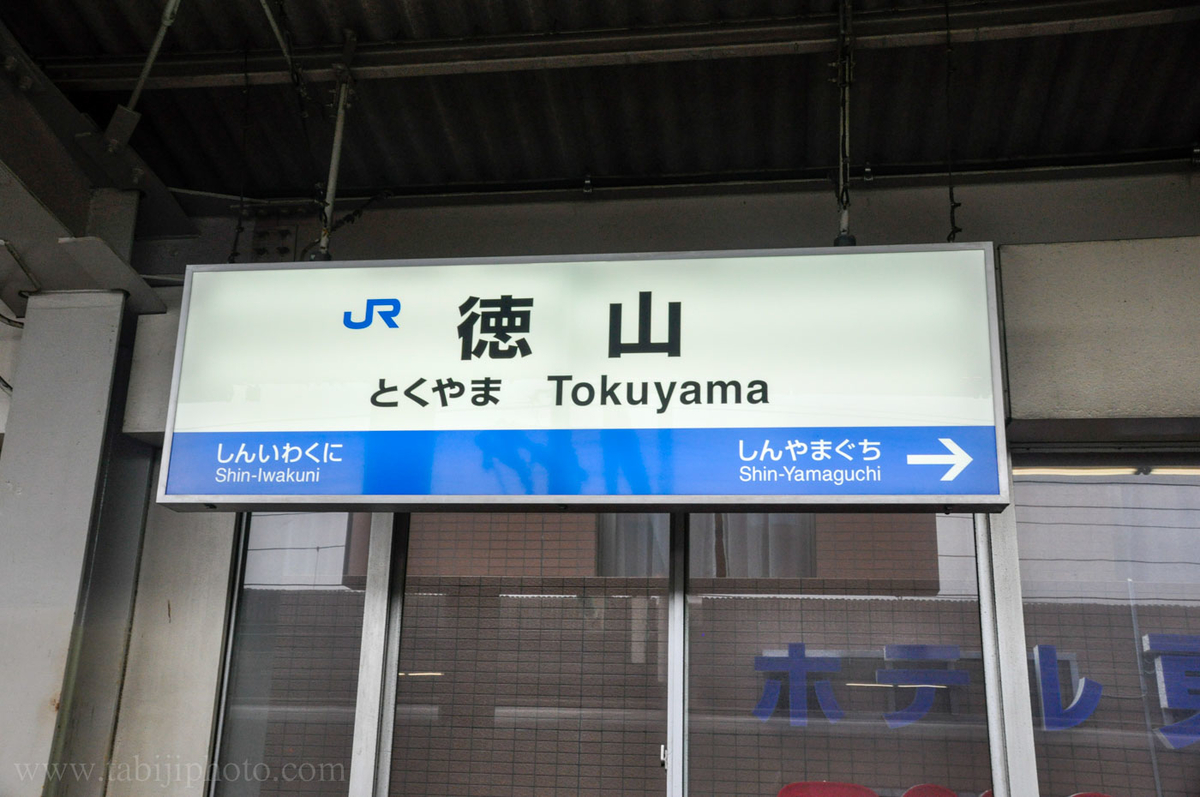 JR 徳山
とくやま Tokuyama
しんいわくに しんやまぐち →
Shin-Iwakuni Shin-Yamaguchi
ホテル
www.tabijiphoto.com